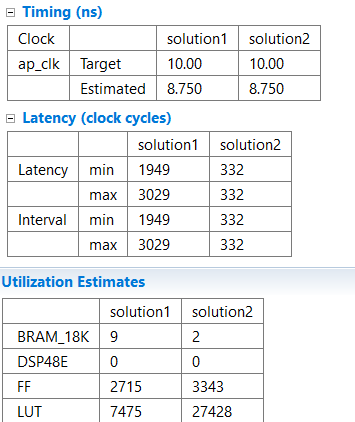 Timing (ns)
Clock solution1 solution2
ap_clk Target 10.00 10.00
Estimated 8.750 8.750
Latency (clock cycles)
solution1 solution2
Latency min 1949 332
max 3029 332
Interval min 1949 332
max 3029 332
Utilization Estimates
solution1 solution2
BRAM_18K 9 2
DSP48E 0 0
FF 2715 3343
LUT 7475 27428